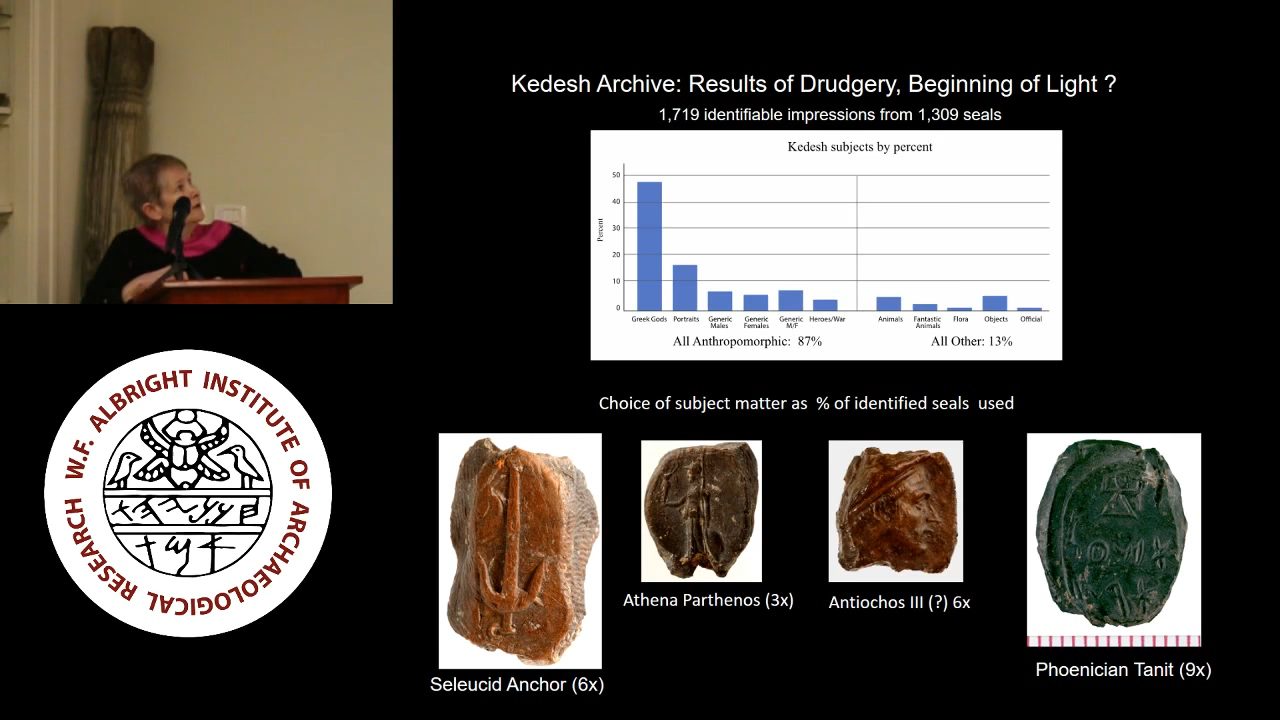 Kedesh Archive: Results of Drudgery, Beginning of Light ?
1,719 identifiable impressions from 1,309 seals
Kedesh subjects by percent
Percent
50
40
30
20
10
0
Greek Gods
Portraits
Generic Males
Generic Females
Generic M/F
Heroes/War
Animals
Fantastic Animals
Flora
Objects
Official
All Anthropomorphic: 87%
All Other: 13%
Choice of subject matter as % of identified seals used
W.F. ALBRIGHT INSTITUTE OF ARCHAEOLOGICAL RESEARCH
Seleucid Anchor (6x)
Athena Parthenos (3x)
Antiochos III (?) 6x
Phoenician Tanit (9x)